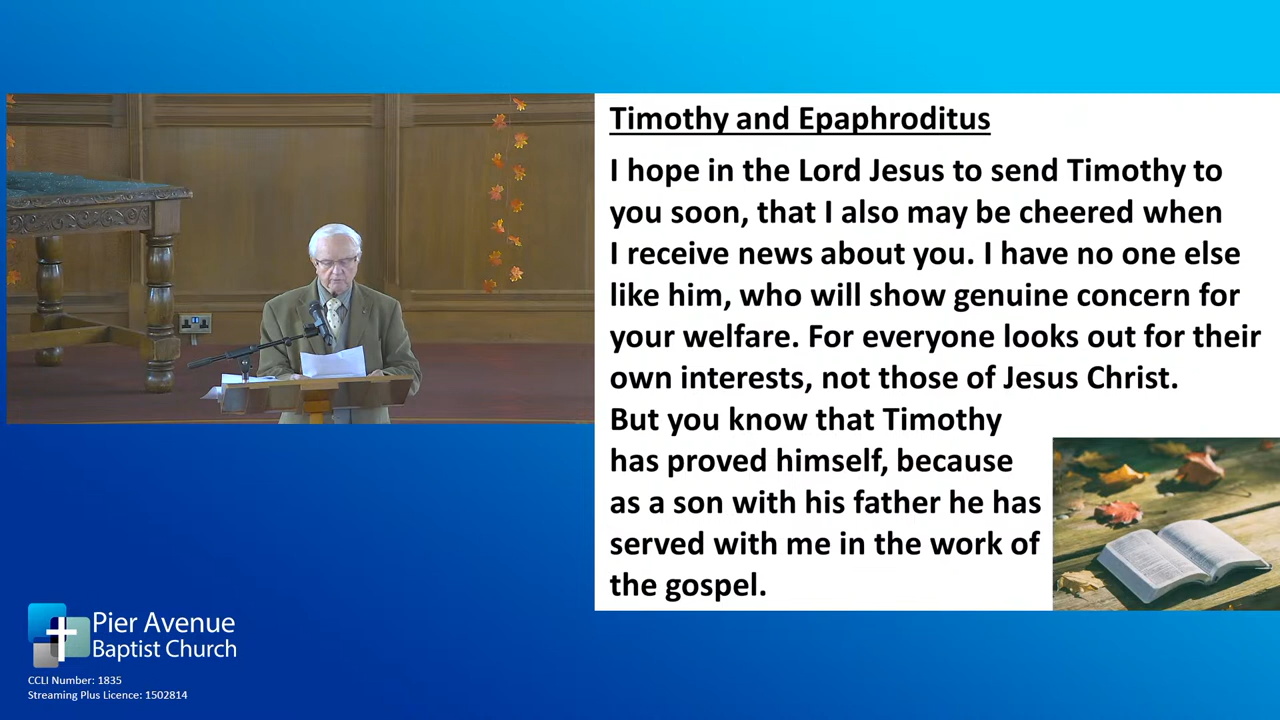 Timothy and Epaphroditus
I hope in the Lord Jesus to send Timothy to
you soon, that I also may be cheered when
I receive news about you. I have no one else
like him, who will show genuine concern for
your welfare. For everyone looks out for their
own interests, not those of Jesus Christ.
But you know that Timothy
has proved himself, because
as a son with his father he has
served with me in the work of
the gospel.
Pier Avenue
Baptist Church
CCLI Number: 1835
Streaming Plus Licence: 1502814